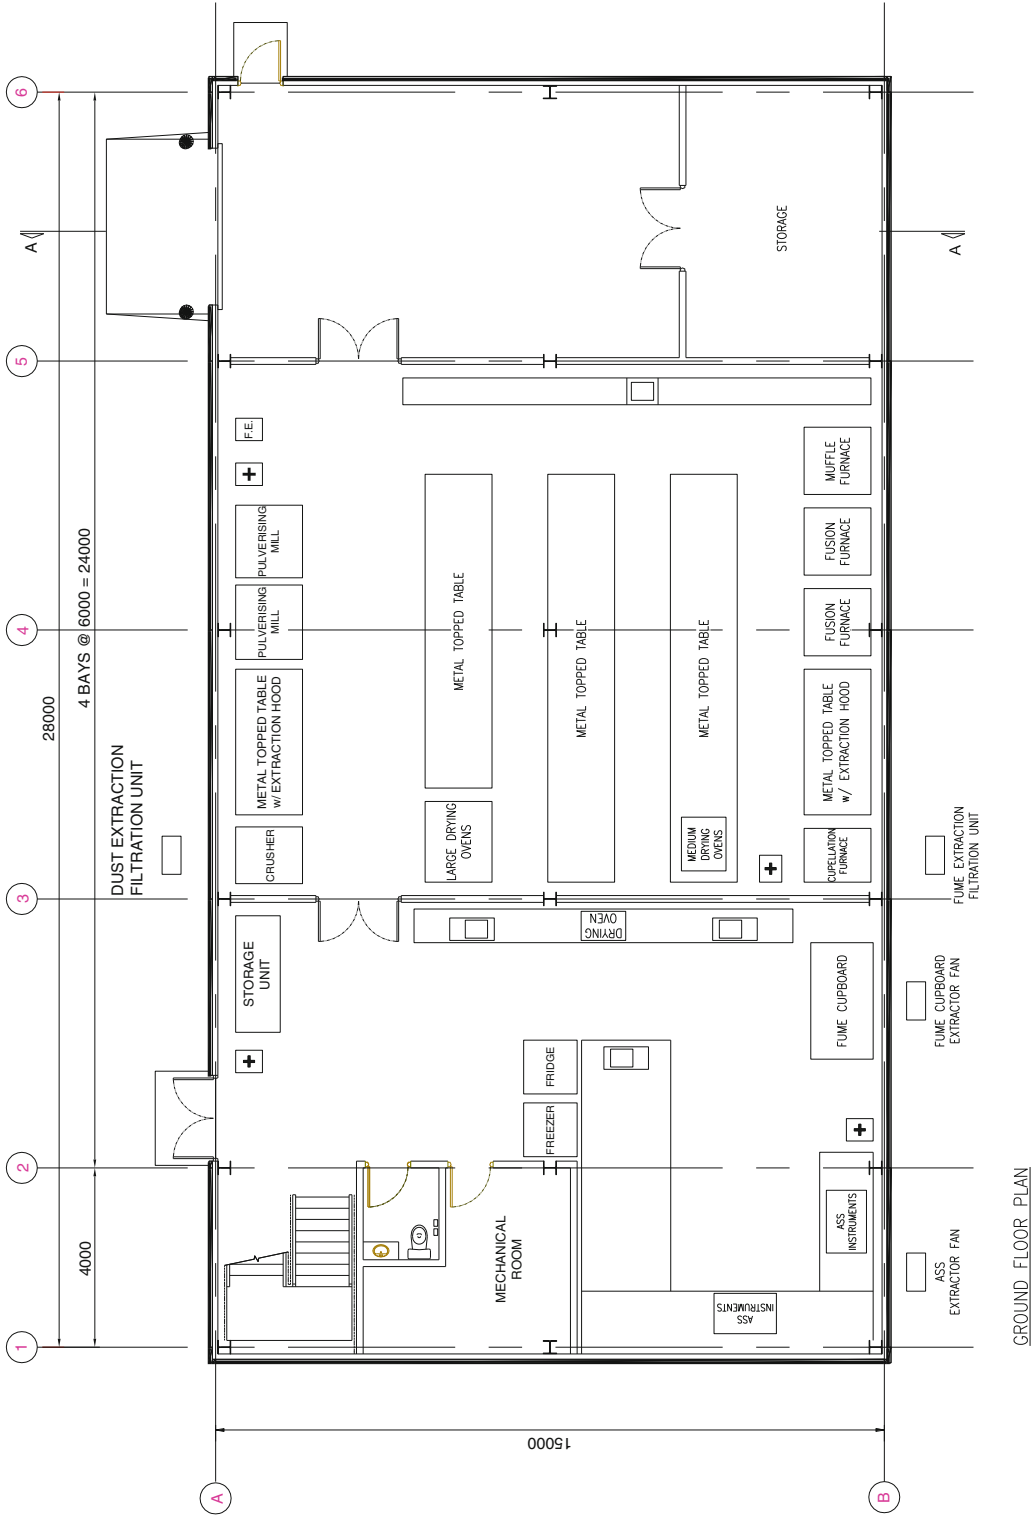 1
2
3
4
5
6
28000
4000
4 BAYS @ 6000 = 24000
A
A
A
B
15000
DUST EXTRACTION
FILTRATION UNIT
STORAGE
UNIT
CRUSHER
METAL TOPPED TABLE
w/ EXTRACTION HOOD
PULVERISING
MILL
PULVERISING
MILL
F.E.
MECHANICAL
ROOM
FREEZER
FRIDGE
DRYING
OVEN
LARGE DRYING
OVENS
METAL TOPPED TABLE
METAL TOPPED TABLE
METAL TOPPED TABLE
MEDIUM
DRYING
OVENS
STORAGE
ASS
INSTRUMENTS
ASS
INSTRUMENTS
FUME CUPBOARD
CUPELLATION
FURNACE
METAL TOPPED TABLE
w/ EXTRACTION HOOD
FUSION
FURNACE
FUSION
FURNACE
MUFFLE
FURNACE
ASS
EXTRACTOR FAN
FUME CUPBOARD
EXTRACTOR FAN
FUME EXTRACTION
FILTRATION UNIT
GROUND FLOOR PLAN